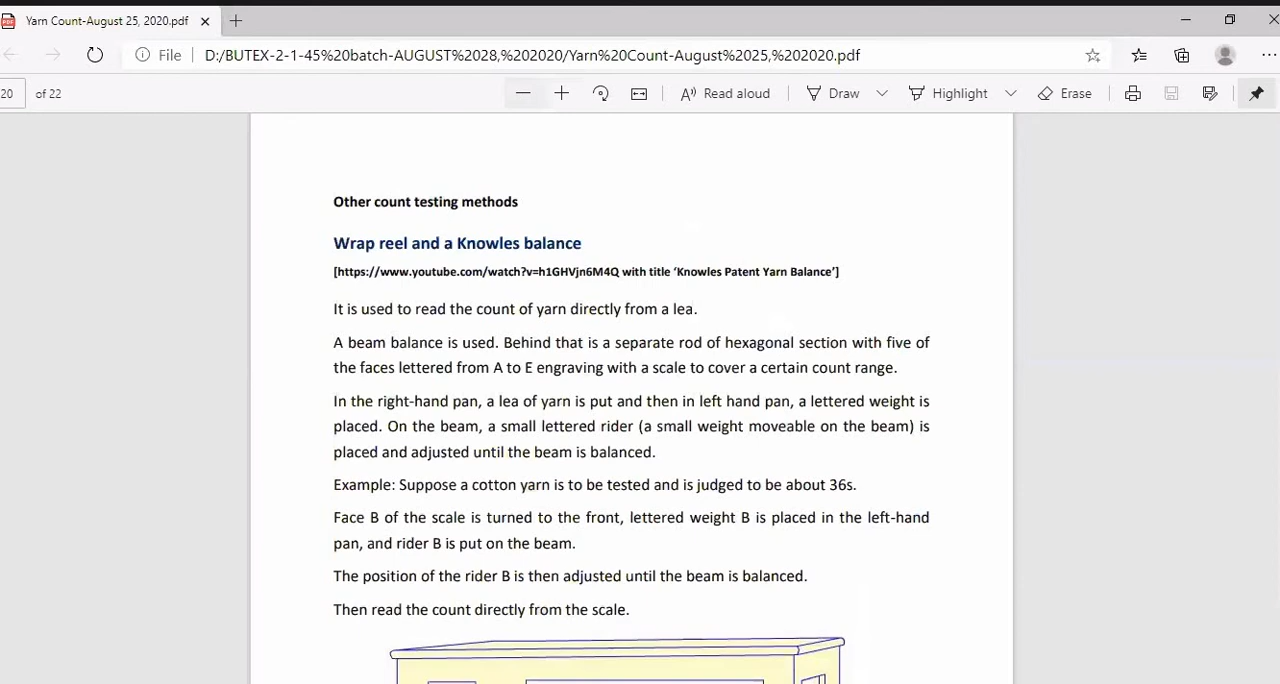 Yarn Count-August 25, 2020.pdf
File D:/BUTEX-2-1-45%20batch-AUGUST%2028,%202020/Yarn%20Count-August%2025,%202020.pdf
20 of 22 Read aloud Draw Highlight Erase
Other count testing methods
Wrap reel and a Knowles balance
[https://www.youtube.com/watch?v=h1GHVjn6M4Q with title ‘Knowles Patent Yarn Balance’]
It is used to read the count of yarn directly from a lea.
A beam balance is used. Behind that is a separate rod of hexagonal section with five of
the faces lettered from A to E engraving with a scale to cover a certain count range.
In the right-hand pan, a lea of yarn is put and then in left hand pan, a lettered weight is
placed. On the beam, a small lettered rider (a small weight moveable on the beam) is
placed and adjusted until the beam is balanced.
Example: Suppose a cotton yarn is to be tested and is judged to be about 36s.
Face B of the scale is turned to the front, lettered weight B is placed in the left-hand
pan, and rider B is put on the beam.
The position of the rider B is then adjusted until the beam is balanced.
Then read the count directly from the scale.